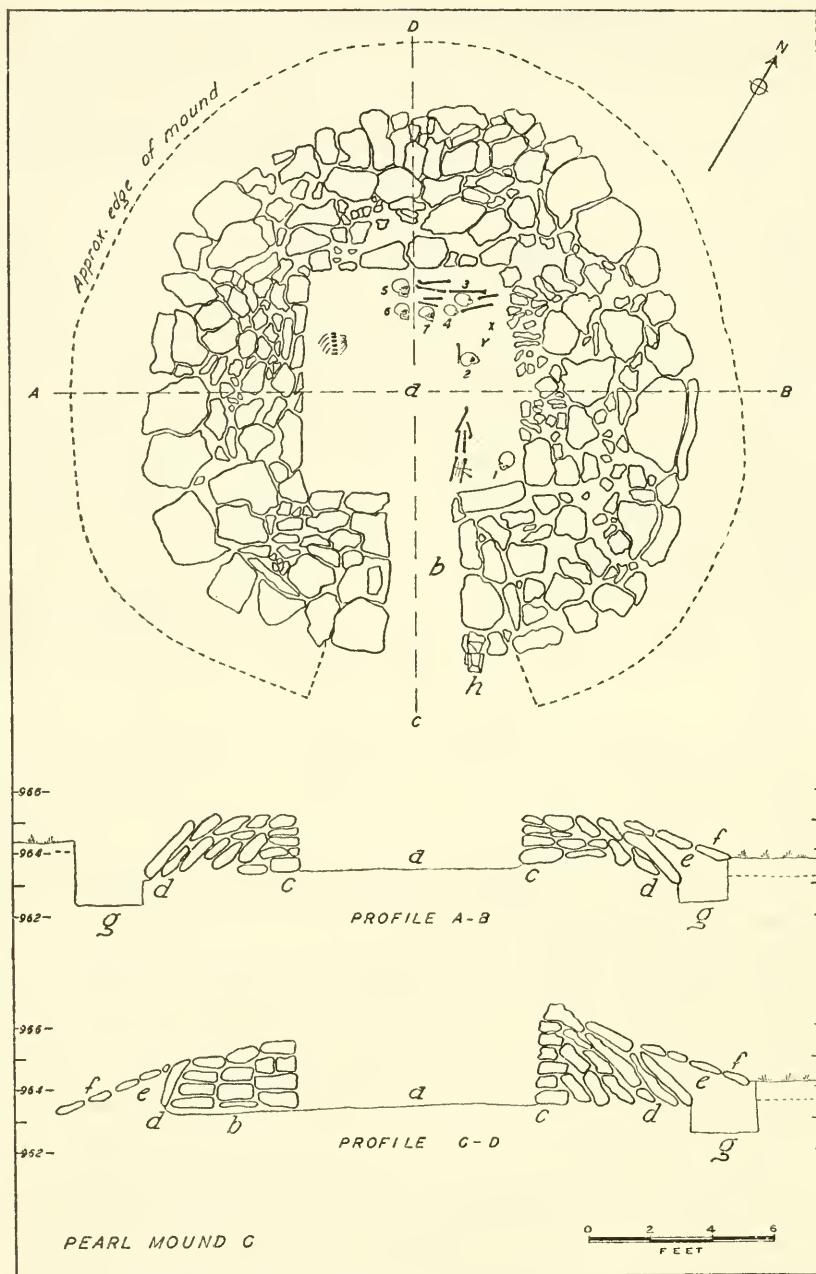 D
N
Approx. edge of mound
5
3
6
7
4
X
Y
2
A
a
B
1
b
h
C
966
964
962
a
d
c
c
d
e
f
g
g
PROFILE A-B
966
964
962
f
e
d
b
a
c
d
e
f
g
PROFILE C-D
PEARL MOUND C
0 2 4 6
FEET